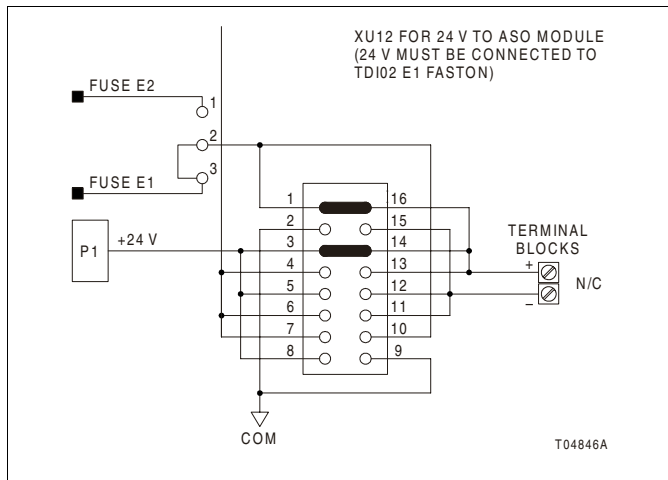 XU12 FOR 24 V TO ASO MODULE
(24 V MUST BE CONNECTED TO
TDI02 E1 FASTON)
FUSE E2
1
2
3
FUSE E1
P1
+24 V
1
16
2
15
3
14
4
13
5
12
6
11
7
10
8
9
TERMINAL
BLOCKS
+
N/C
–
COM
T04846A